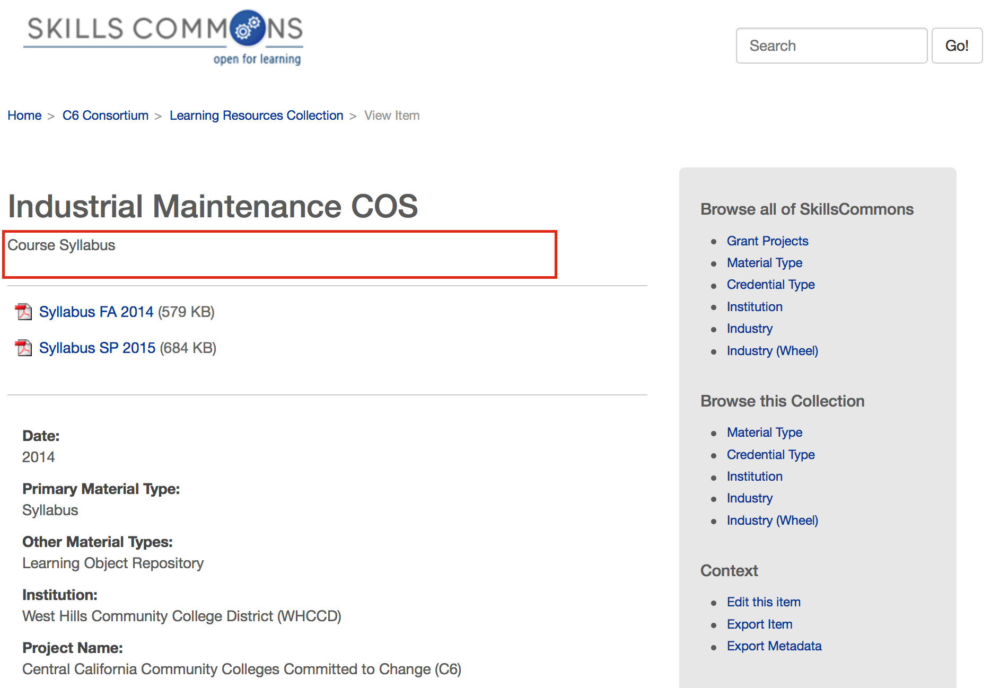 SKILLS COMMONS
open for learning
Search
Go!
Home > C6 Consortium > Learning Resources Collection > View Item
Industrial Maintenance COS
Course Syllabus
Syllabus FA 2014 (579 KB)
Syllabus SP 2015 (684 KB)
Date:
2014
Primary Material Type:
Syllabus
Other Material Types:
Learning Object Repository
Institution:
West Hills Community College District (WHCCD)
Project Name:
Central California Community Colleges Committed to Change (C6)
Browse all of SkillsCommons
Grant Projects
Material Type
Credential Type
Institution
Industry
Industry (Wheel)
Browse this Collection
Material Type
Credential Type
Institution
Industry
Industry (Wheel)
Context
Edit this item
Export Item
Export Metadata